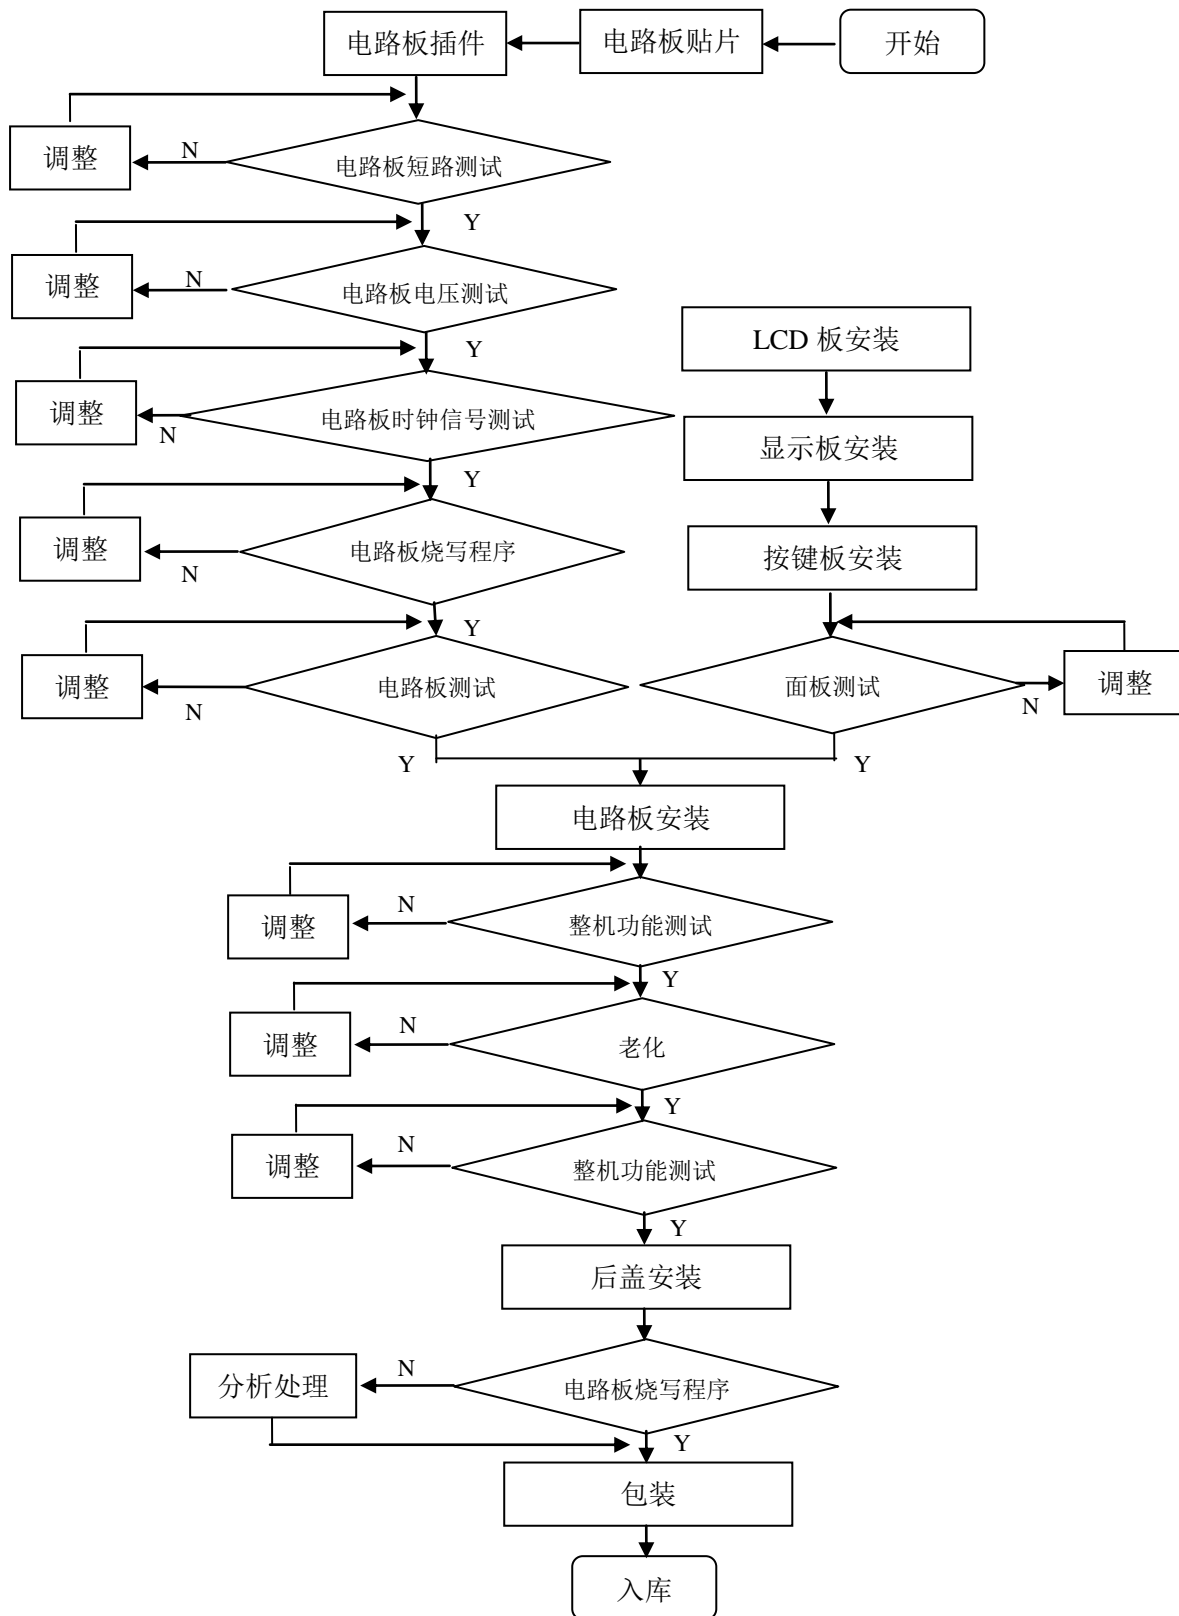 电路板插件
电路板贴片
开始
调整
N
电路板短路测试
Y
调整
N
电路板电压测试
Y
LCD 板安装
调整
N
电路板时钟信号测试
Y
显示板安装
调整
N
电路板烧写程序
Y
按键板安装
调整
N
电路板测试
面板测试
N
调整
Y
Y
电路板安装
调整
N
整机功能测试
Y
调整
N
老化
Y
调整
N
整机功能测试
Y
后盖安装
分析处理
N
电路板烧写程序
Y
包装
入库